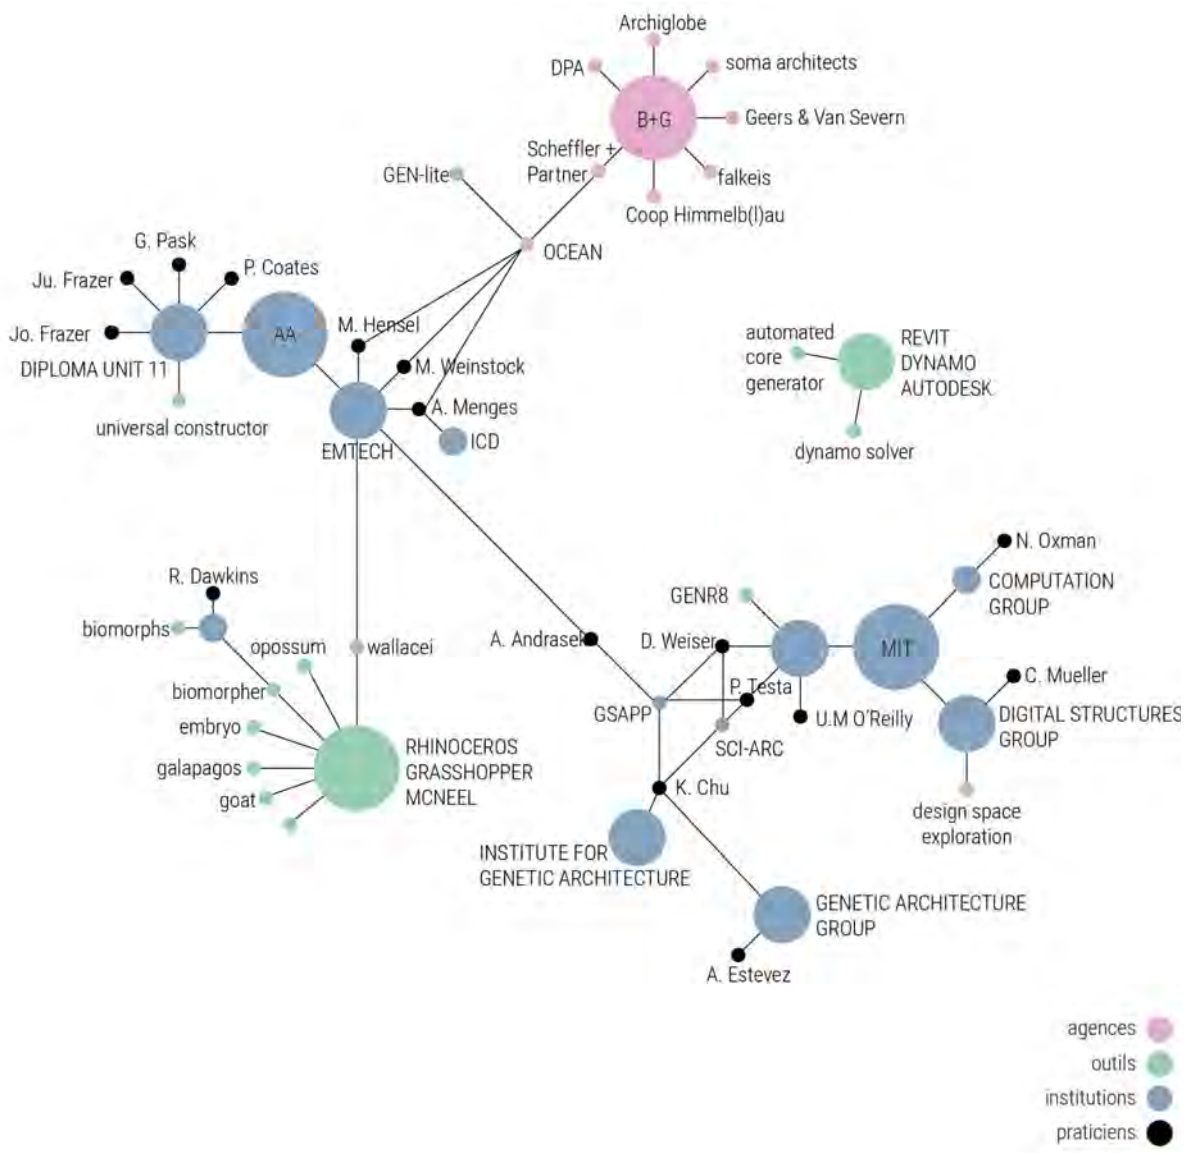 Archiglobe
DPA
soma architects
B+G
Geers & Van Severn
Scheffler +
Partner
falkeis
Coop Himmelb(l)au
GEN-lite
OCEAN
G. Pask
Ju. Frazer
P. Coates
Jo. Frazer
AA
DIPLOMA UNIT 11
universal constructor
M. Hensel
M. Weinstock
A. Menges
ICD
EMTECH
automated
core
generator
REVIT
DYNAMO
AUTODESK
dynamo solver
R. Dawkins
biomorphs
opossum
wallacei
biomorpher
embryo
galapagos
goat
RHINOCEROS
GRASSHOPPER
MCNEEL
A. Andrasek
GENR8
D. Weiser
P. Testa
GSAPP
SCI-ARC
U.M O'Reilly
MIT
N. Oxman
COMPUTATION
GROUP
C. Mueller
DIGITAL STRUCTURES
GROUP
design space
exploration
K. Chu
INSTITUTE FOR
GENETIC ARCHITECTURE
GENETIC ARCHITECTURE
GROUP
A. Estevez
agences
outils
institutions
praticiens